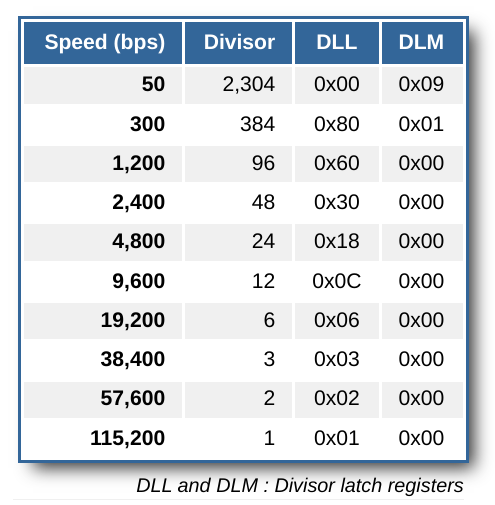 Speed (bps) Divisor DLL DLM
50 2,304 0x00 0x09
300 384 0x80 0x01
1,200 96 0x60 0x00
2,400 48 0x30 0x00
4,800 24 0x18 0x00
9,600 12 0x0C 0x00
19,200 6 0x06 0x00
38,400 3 0x03 0x00
57,600 2 0x02 0x00
115,200 1 0x01 0x00
DLL and DLM : Divisor latch registers